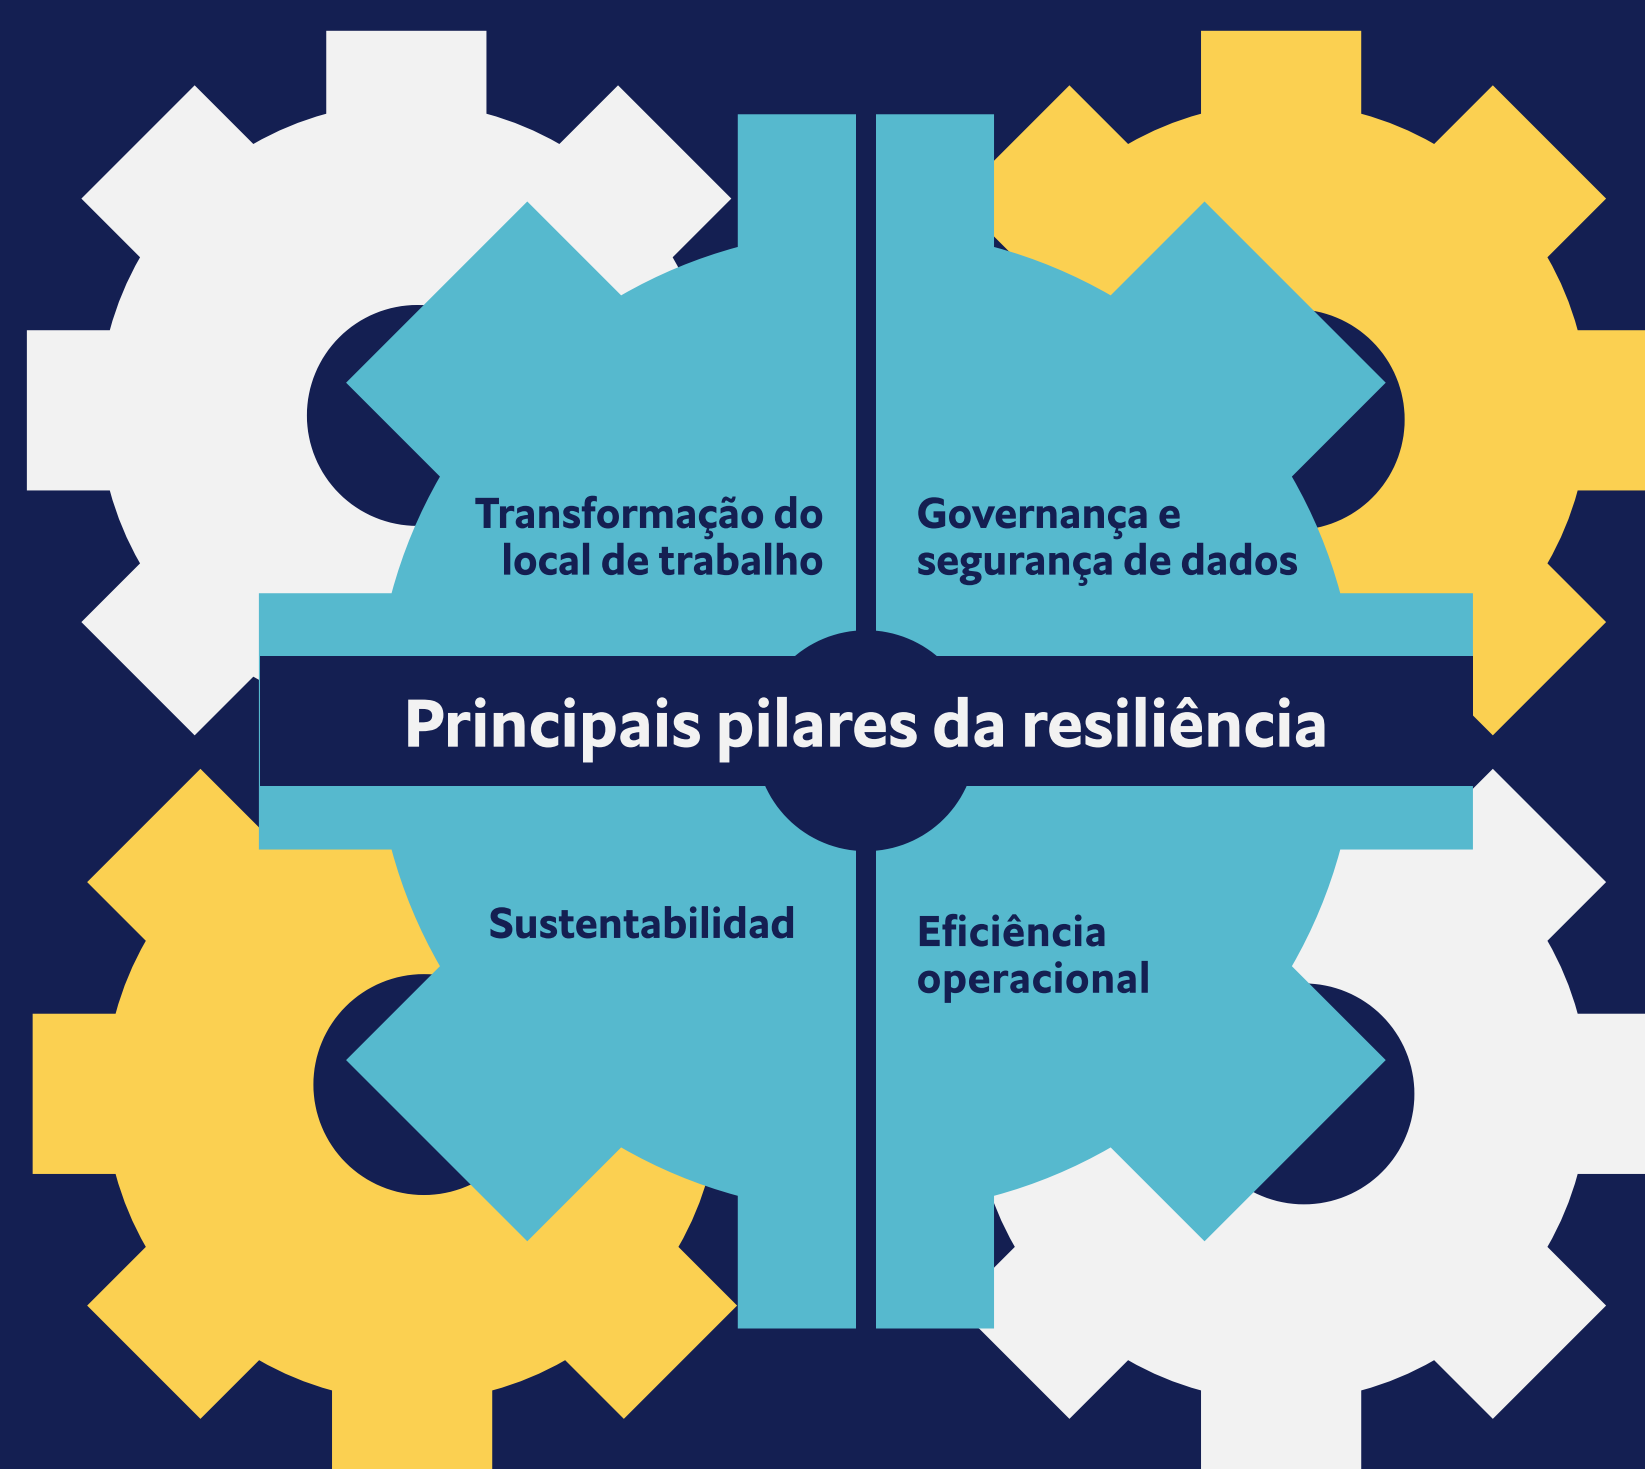 Transformação do
local de trabalho
Governança e
segurança de dados
Principais pilares da resiliência
Sustentabilidad
Eficiência
operacional